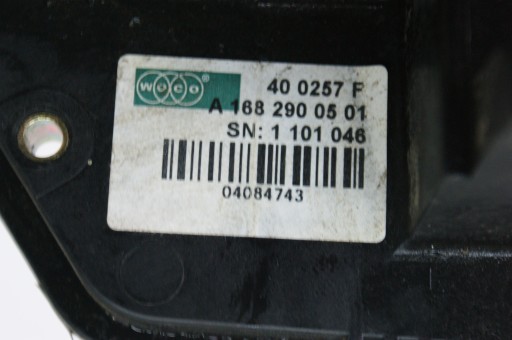 woco® 40 0257 F
A 168 290 05 01
SN: 1 101 046
04084743